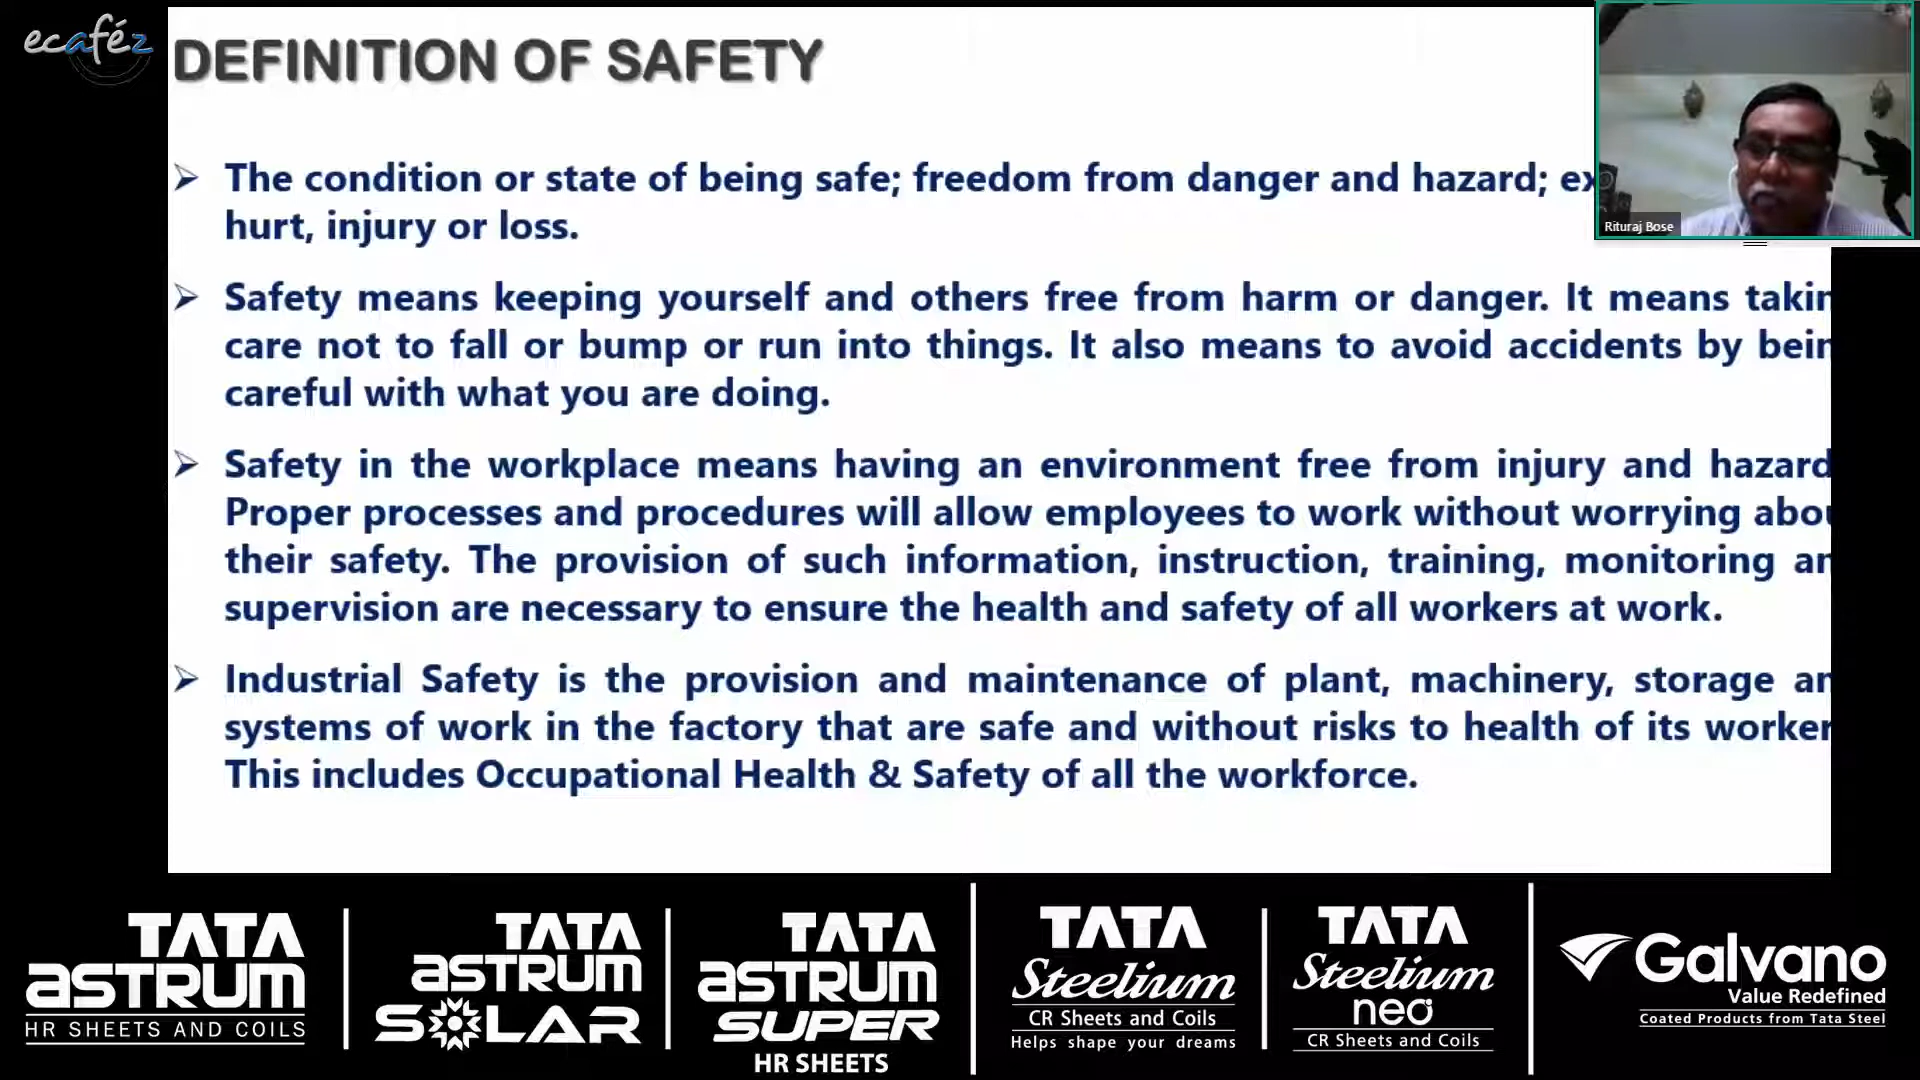 ecaféz
DEFINITION OF SAFETY
The condition or state of being safe; freedom from danger and hazard; ex
hurt, injury or loss.
Safety means keeping yourself and others free from harm or danger. It means takin
care not to fall or bump or run into things. It also means to avoid accidents by bein
careful with what you are doing.
Safety in the workplace means having an environment free from injury and hazard
Proper processes and procedures will allow employees to work without worrying abou
their safety. The provision of such information, instruction, training, monitoring an
supervision are necessary to ensure the health and safety of all workers at work.
Industrial Safety is the provision and maintenance of plant, machinery, storage an
systems of work in the factory that are safe and without risks to health of its worker
This includes Occupational Health & Safety of all the workforce.
Rituraj Bose
TATA
ASTRUM
HR SHEETS AND COILS
TATA
ASTRUM
SOLAR
TATA
ASTRUM
SUPER
HR SHEETS
TATA
Steelium
CR Sheets and Coils
Helps shape your dreams
TATA
Steelium
neo
CR Sheets and Coils
Galvano
Value Redefined
Coated Products from Tata Steel